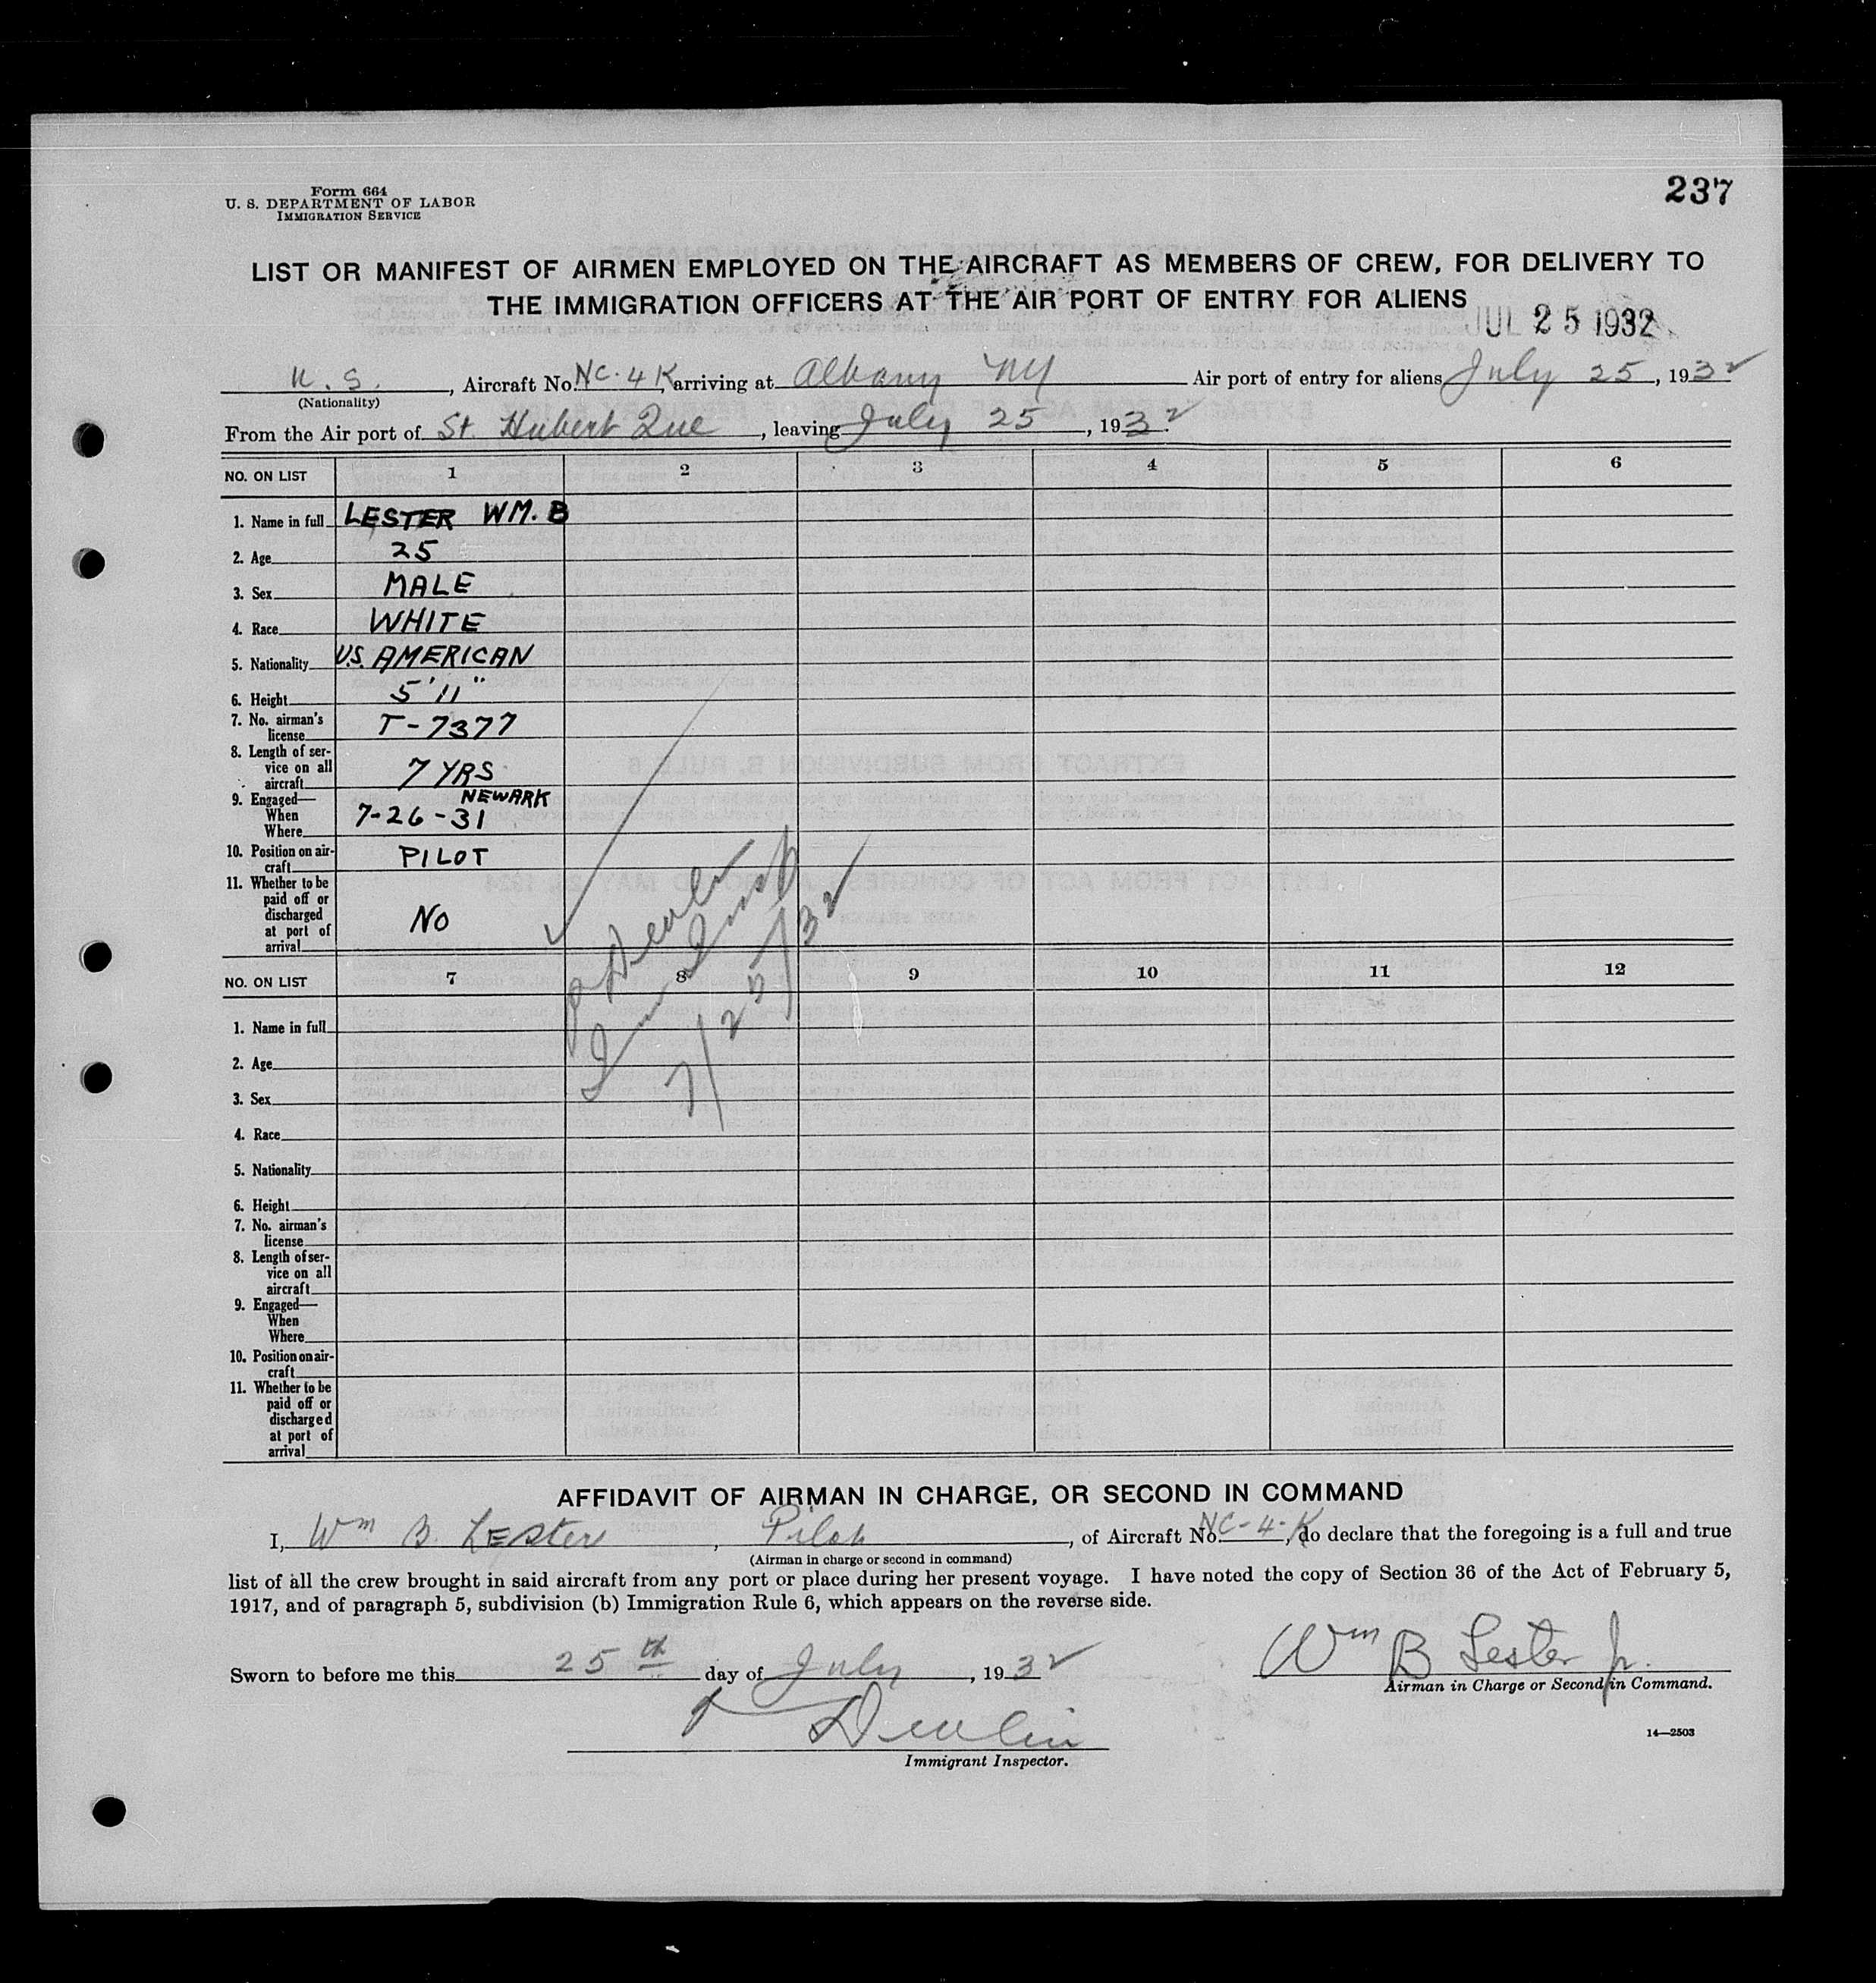 Form 664
U. S. DEPARTMENT OF LABOR
IMMIGRATION SERVICE
237
LIST OR MANIFEST OF AIRMEN EMPLOYED ON THE AIRCRAFT AS MEMBERS OF CREW, FOR DELIVERY TO
THE IMMIGRATION OFFICERS AT THE AIR PORT OF ENTRY FOR ALIENS
JUL 25 1932
U. S., Aircraft No. NC-4K arriving at Albany NY Air port of entry for aliens July 25, 1932
(Nationality)
From the Air port of St. Hubert Que, leaving July 25, 1932.
NO. ON LIST 1 2 3 4 5 6
1. Name in full LESTER WM. B
2. Age 25
3. Sex MALE
4. Race WHITE
5. Nationality U.S. AMERICAN
6. Height 5'11"
7. No. airman's
license T-7377
8. Length of ser-
vice on all
aircraft 7 YRS
9. Engaged— NEWARK
When 7-26-31
Where
10. Position on air-
craft PILOT
11. Whether to be
paid off or
discharged
at port of
arrival NO
Devlin
Imm Insp
7/25/32
NO. ON LIST 7 8 9 10 11 12
1. Name in full
2. Age
3. Sex
4. Race
5. Nationality
6. Height
7. No. airman's
license
8. Length of ser-
vice on all
aircraft
9. Engaged—
When
Where
10. Position on air-
craft
11. Whether to be
paid off or
discharged
at port of
arrival
AFFIDAVIT OF AIRMAN IN CHARGE, OR SECOND IN COMMAND
I, Wm B. Lester, Pilot, of Aircraft No. NC-4-K, do declare that the foregoing is a full and true
(Airman in charge or second in command)
list of all the crew brought in said aircraft from any port or place during her present voyage. I have noted the copy of Section 36 of the Act of February 5,
1917, and of paragraph 5, subdivision (b) Immigration Rule 6, which appears on the reverse side.
Sworn to before me this 25th day of July, 1932
Wm B Lester Jr.
Airman in Charge or Second in Command.
Devlin
Immigrant Inspector.
14—2503